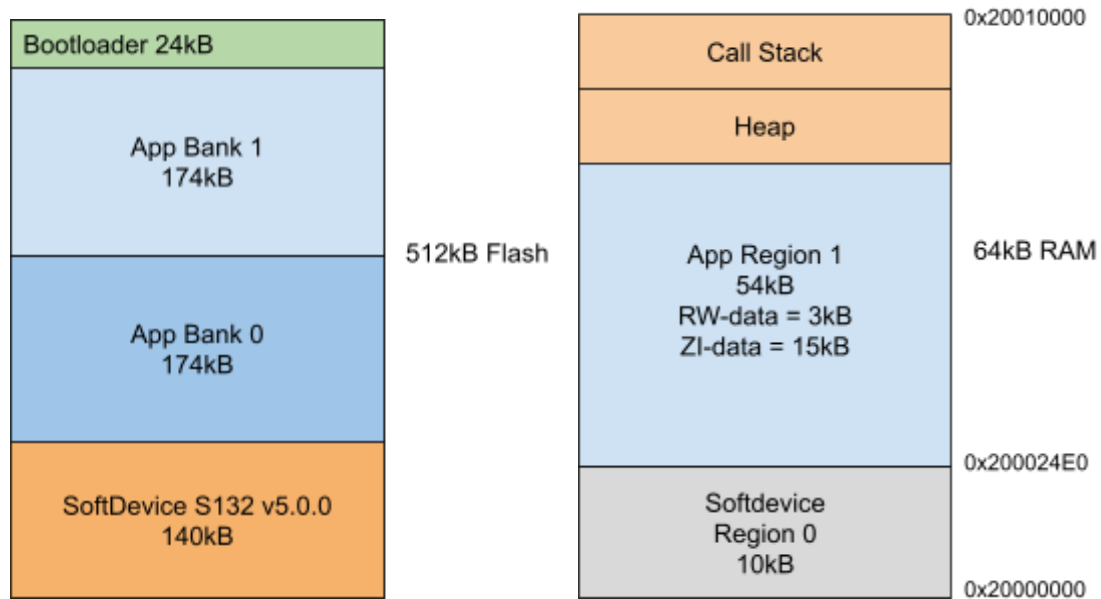 Bootloader 24kB
App Bank 1
174kB
App Bank 0
174kB
SoftDevice S132 v5.0.0
140kB
512kB Flash
0x20010000
Call Stack
Heap
App Region 1
54kB
RW-data = 3kB
ZI-data = 15kB
64kB RAM
0x200024E0
Softdevice
Region 0
10kB
0x20000000